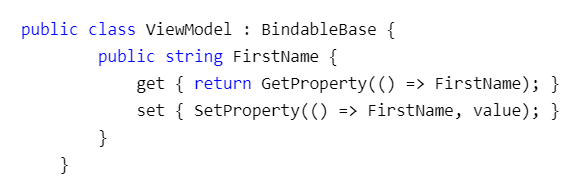 public class ViewModel : BindableBase {
public string FirstName {
get { return GetProperty(() => FirstName); }
set { SetProperty(() => FirstName, value); }
}
}